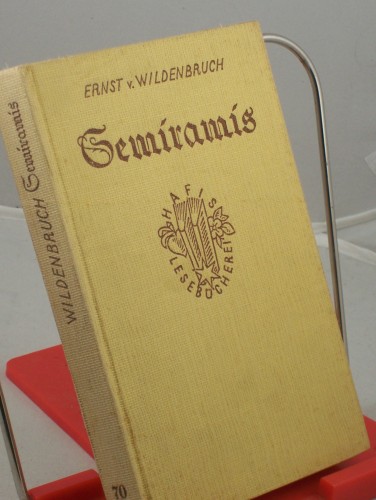 ERNST v. WILDENBRUCH
Semiramis
HAFIS
LESEBÜCHEREI
WILDENBRUCH Semiramis
70